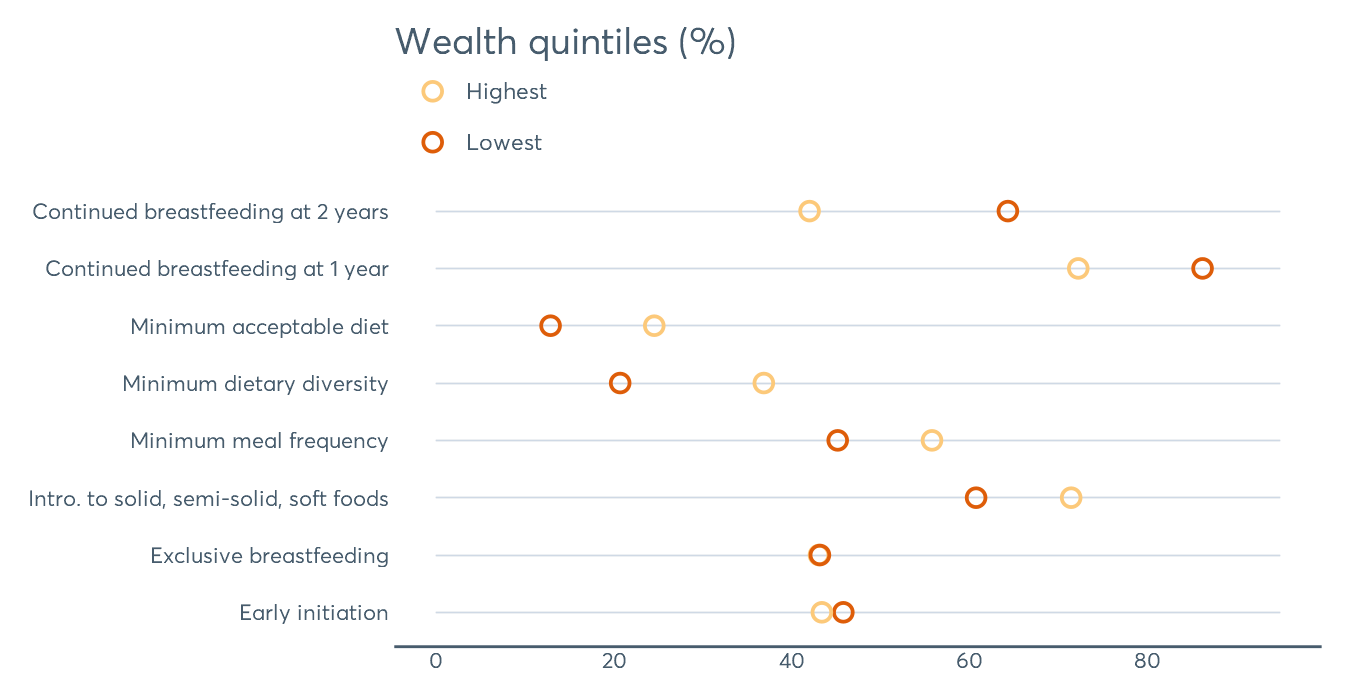 Wealth quintiles (%)
Highest
Lowest
Continued breastfeeding at 2 years
Continued breastfeeding at 1 year
Minimum acceptable diet
Minimum dietary diversity
Minimum meal frequency
Intro. to solid, semi-solid, soft foods
Exclusive breastfeeding
Early initiation
0 20 40 60 80